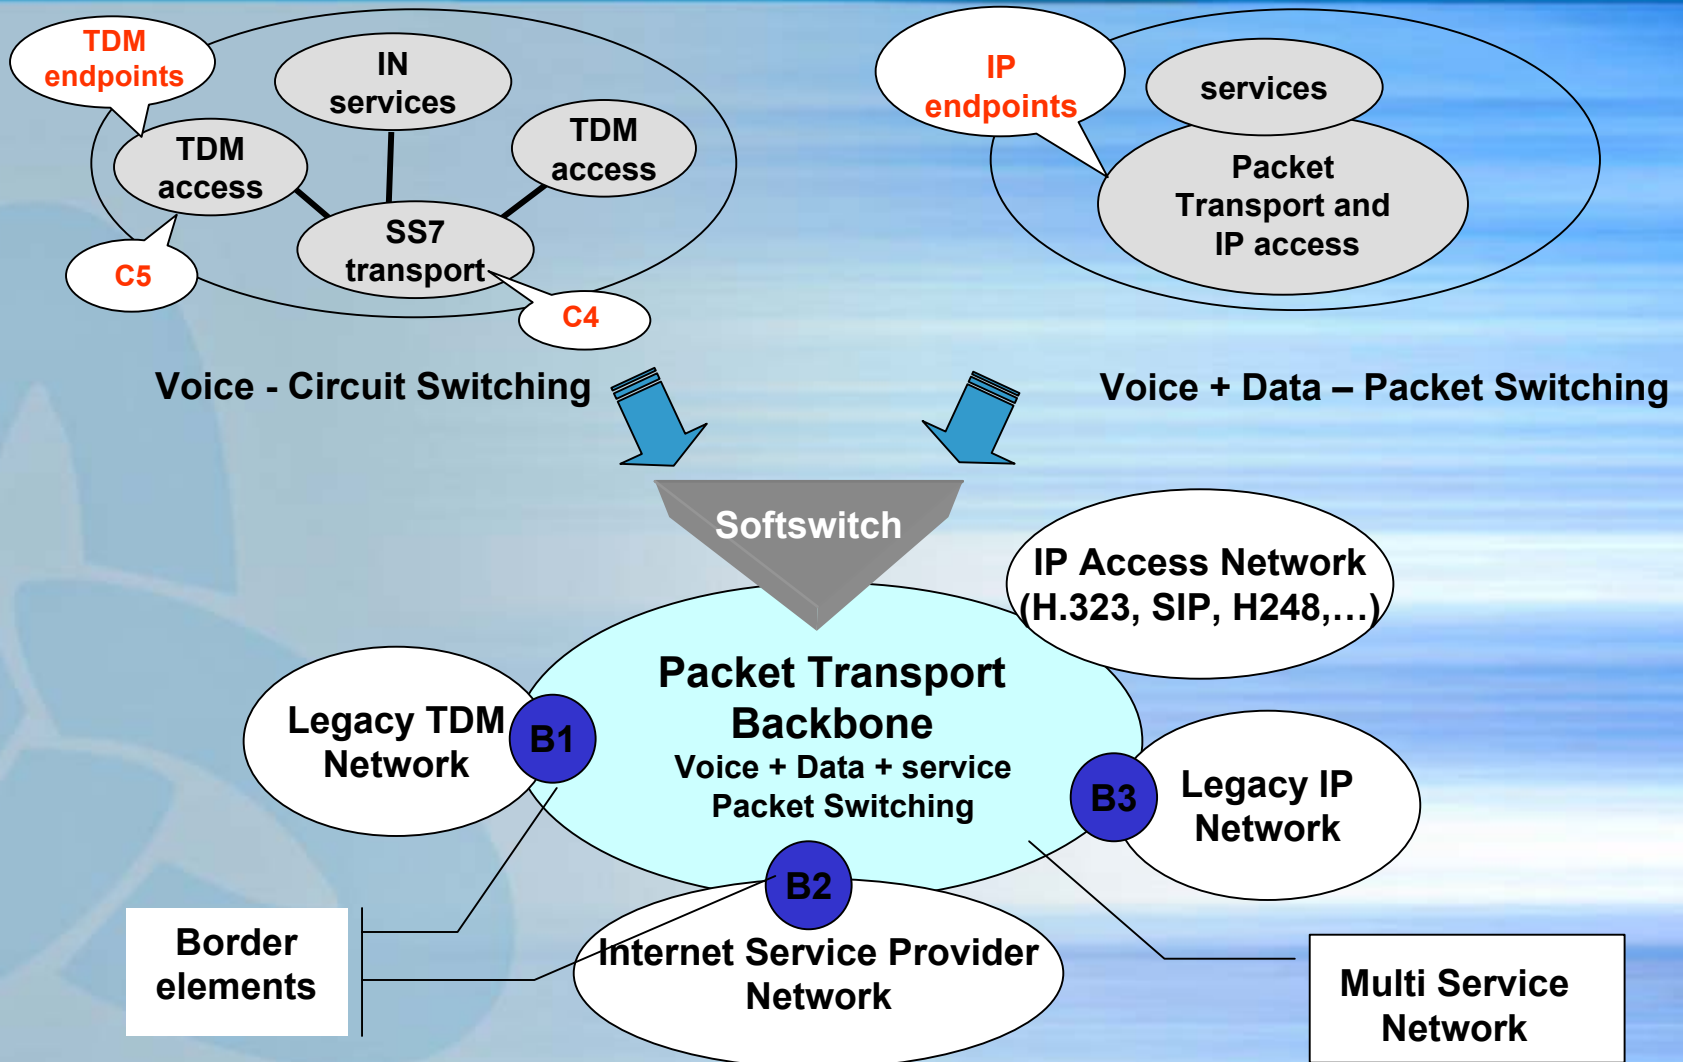 TDM
endpoints
IN
services
TDM
access
TDM
access
SS7
transport
C5
C4
Voice - Circuit Switching
IP
endpoints
services
Packet
Transport and
IP access
Voice + Data – Packet Switching
Softswitch
IP Access Network
(H.323, SIP, H248,...)
Packet Transport
Backbone
Voice + Data + service
Packet Switching
Legacy TDM
Network
B1
B3
Legacy IP
Network
B2
Internet Service Provider
Network
Border
elements
Multi Service
Network